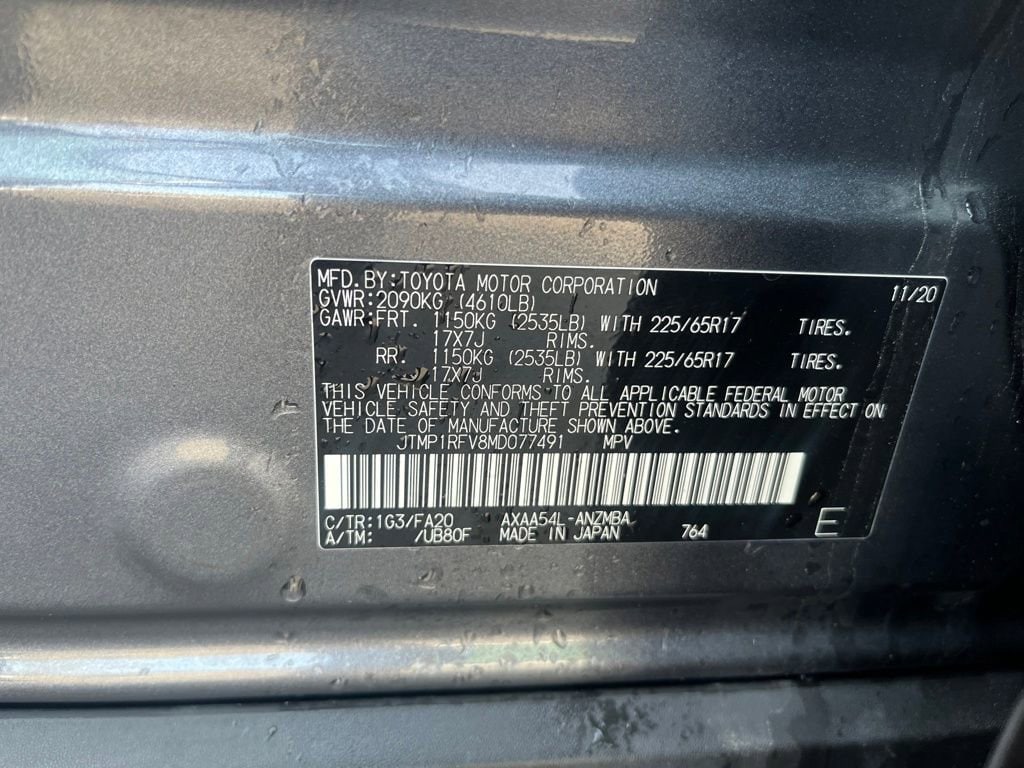 MFD. BY: TOYOTA MOTOR CORPORATION 11/20
GVWR: 2090KG (4610LB)
GAWR: FRT. 1150KG (2535LB) WITH 225/65R17 TIRES.
17X7J RIMS.
RR. 1150KG (2535LB) WITH 225/65R17 TIRES.
17X7J RIMS.
THIS VEHICLE CONFORMS TO ALL APPLICABLE FEDERAL MOTOR
VEHICLE SAFETY AND THEFT PREVENTION STANDARDS IN EFFECT ON
THE DATE OF MANUFACTURE SHOWN ABOVE.
JTMP1RFV8MD077491 MPV
C/TR: 1G3/FA20 AXAA54L-ANZMBA E
A/TM: /UB80F MADE IN JAPAN 764